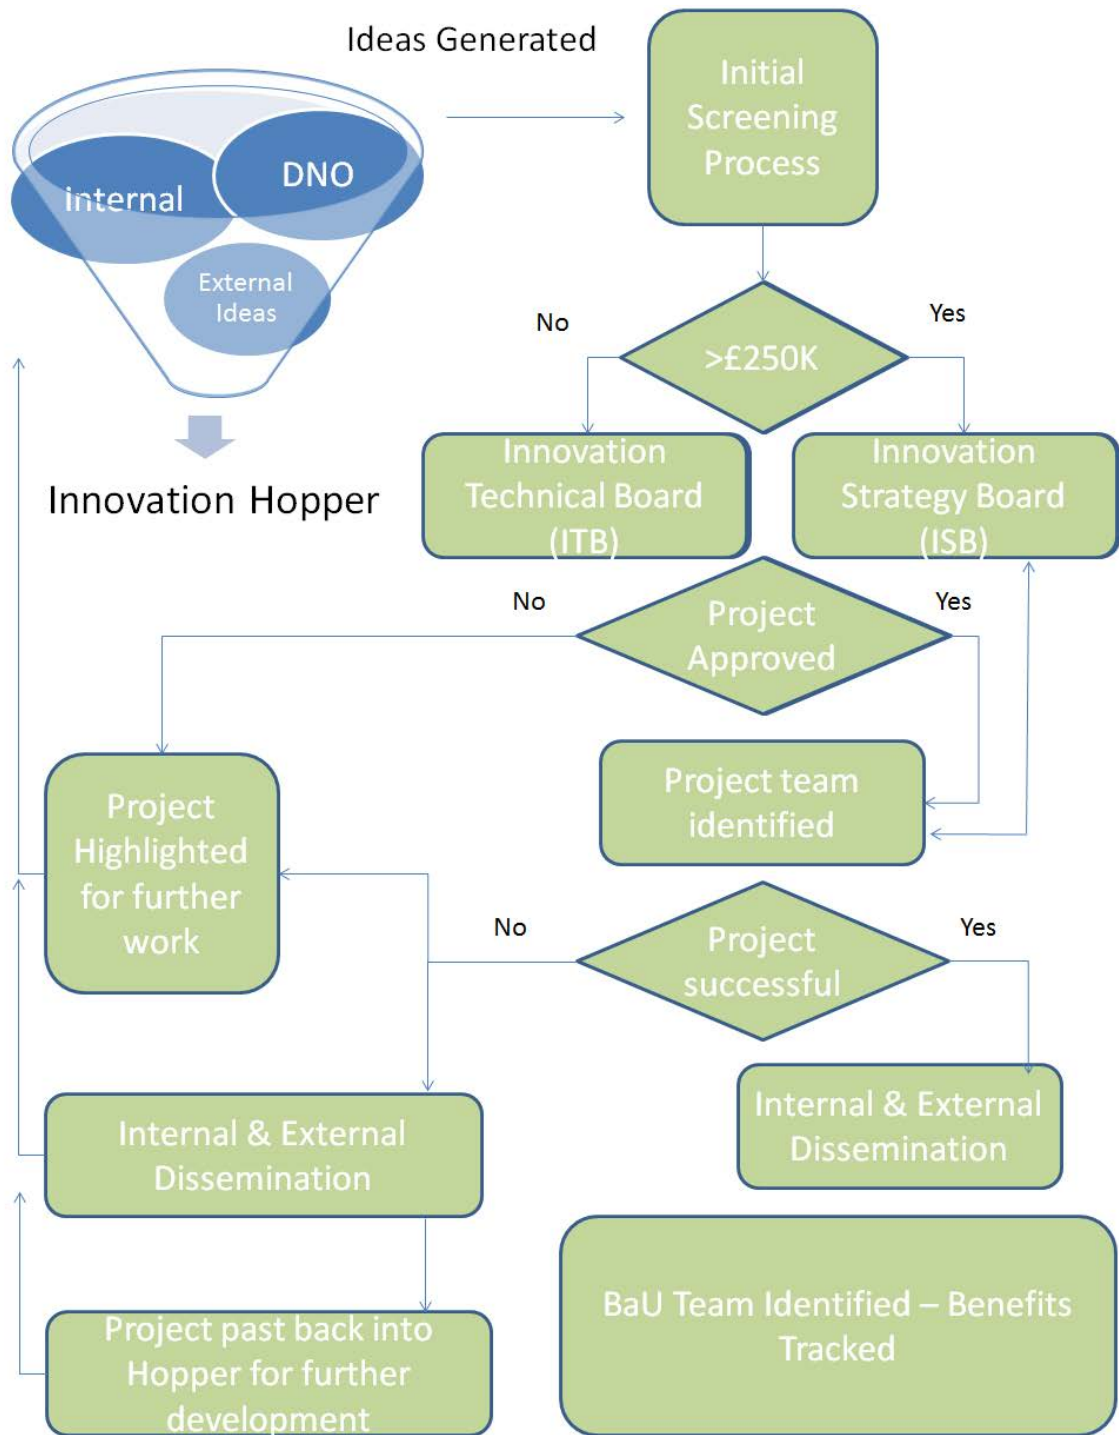 Ideas Generated
Initial
Screening
Process
internal
DNO
External
Ideas
No
Yes
>£250K
Innovation Hopper
Innovation
Technical Board
(ITB)
Innovation
Strategy Board
(ISB)
No
Yes
Project
Approved
Project team
identified
Project
Highlighted
for further
work
No
Yes
Project
successful
Internal & External
Dissemination
Internal & External
Dissemination
Project past back into
Hopper for further
development
BaU Team Identified – Benefits
Tracked